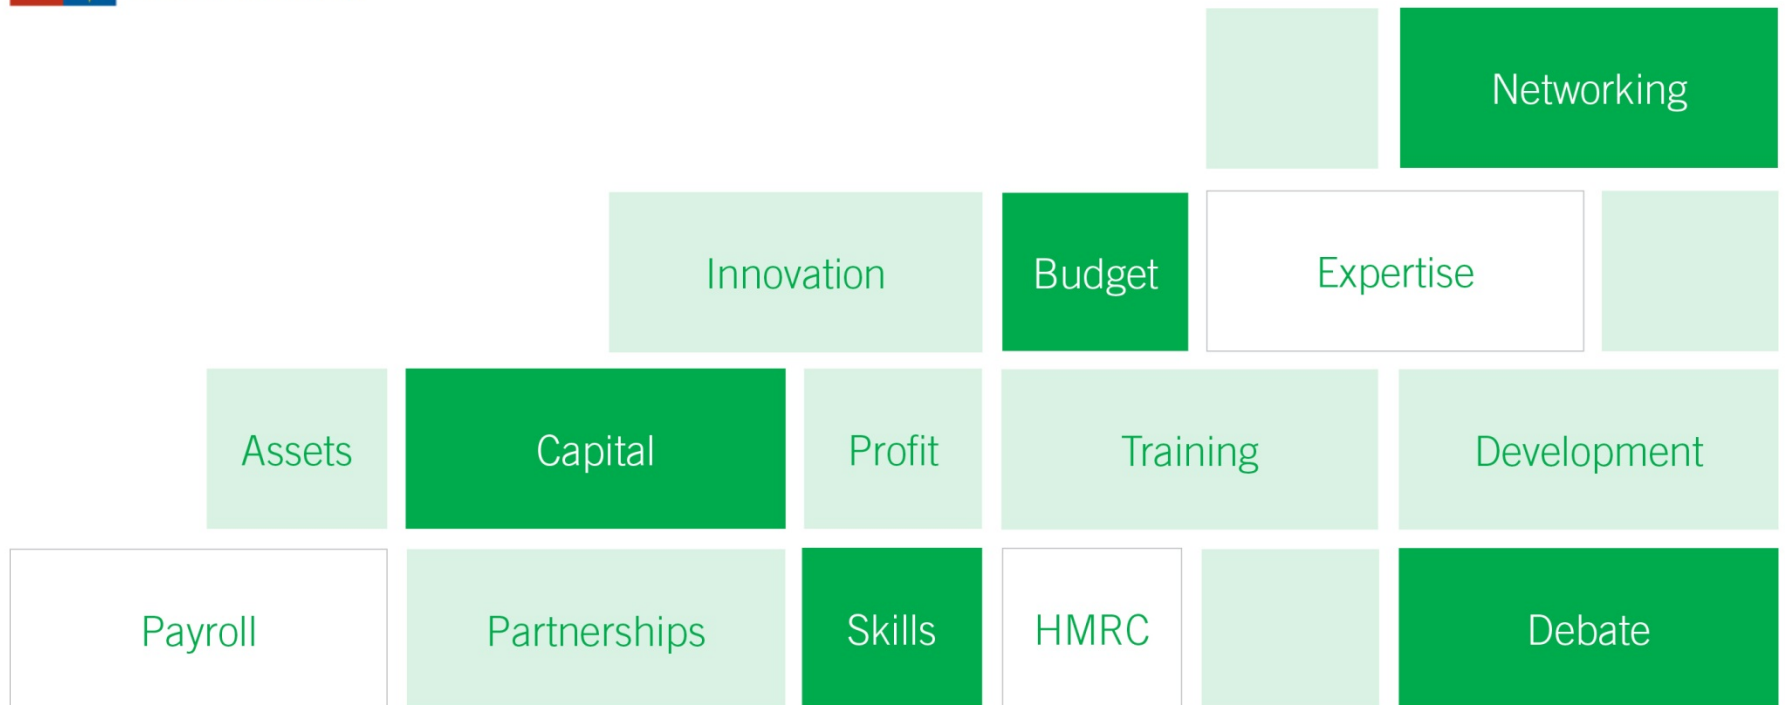 Networking
Innovation Budget Expertise
Assets Capital Profit Training Development
Payroll Partnerships Skills HMRC Debate